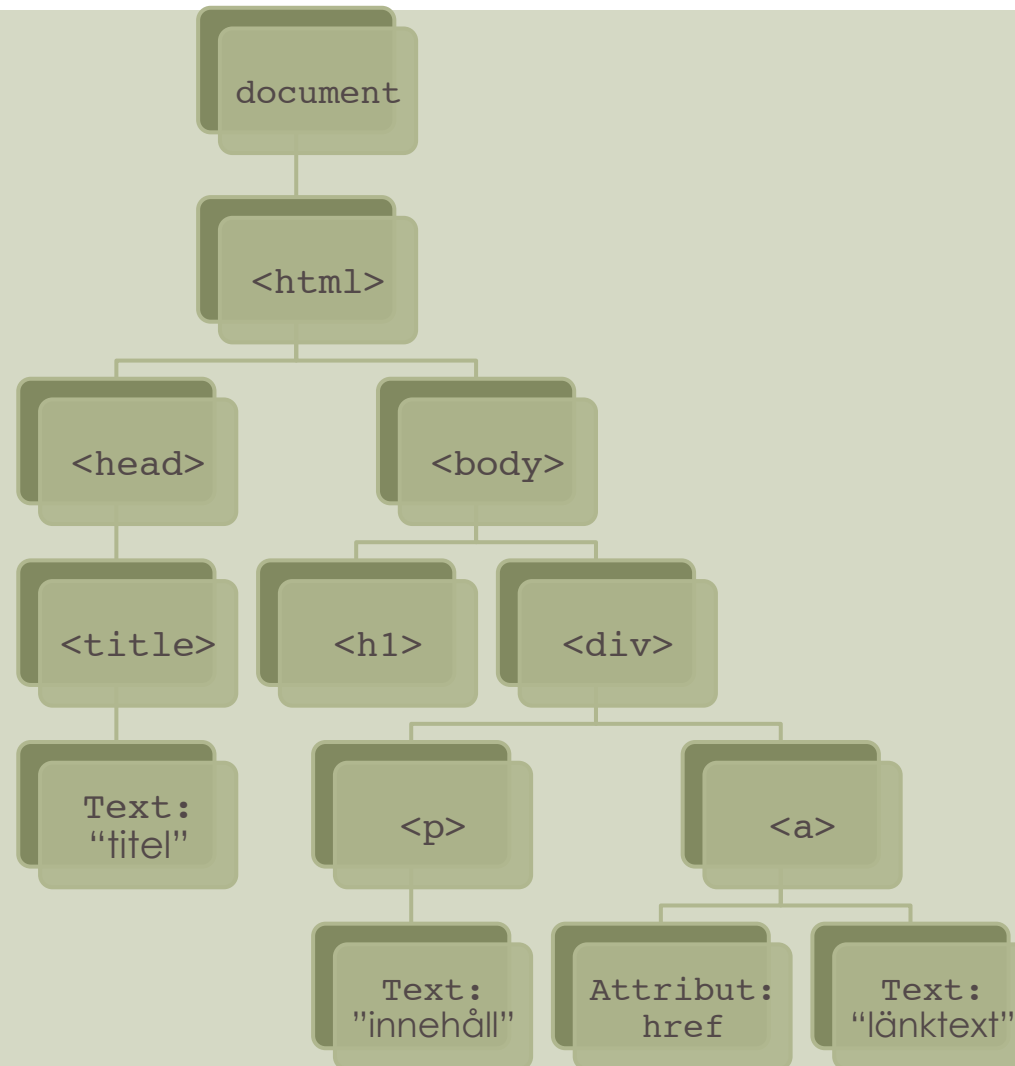 document
<html>
<head>
<body>
<title>
<h1>
<div>
Text:
“titel”
<p>
<a>
Text:
”innehåll”
Attribut:
href
Text:
“länktext”